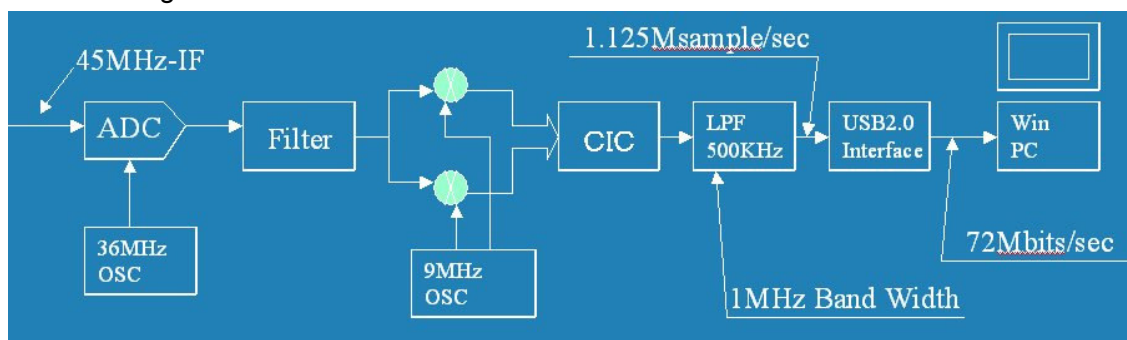 1.125Msample/sec
45MHz-IF
ADC
Filter
CIC
LPF
500KHz
USB2.0
Interface
Win
PC
36MHz
OSC
9MHz
OSC
72Mbits/sec
1MHz Band Width